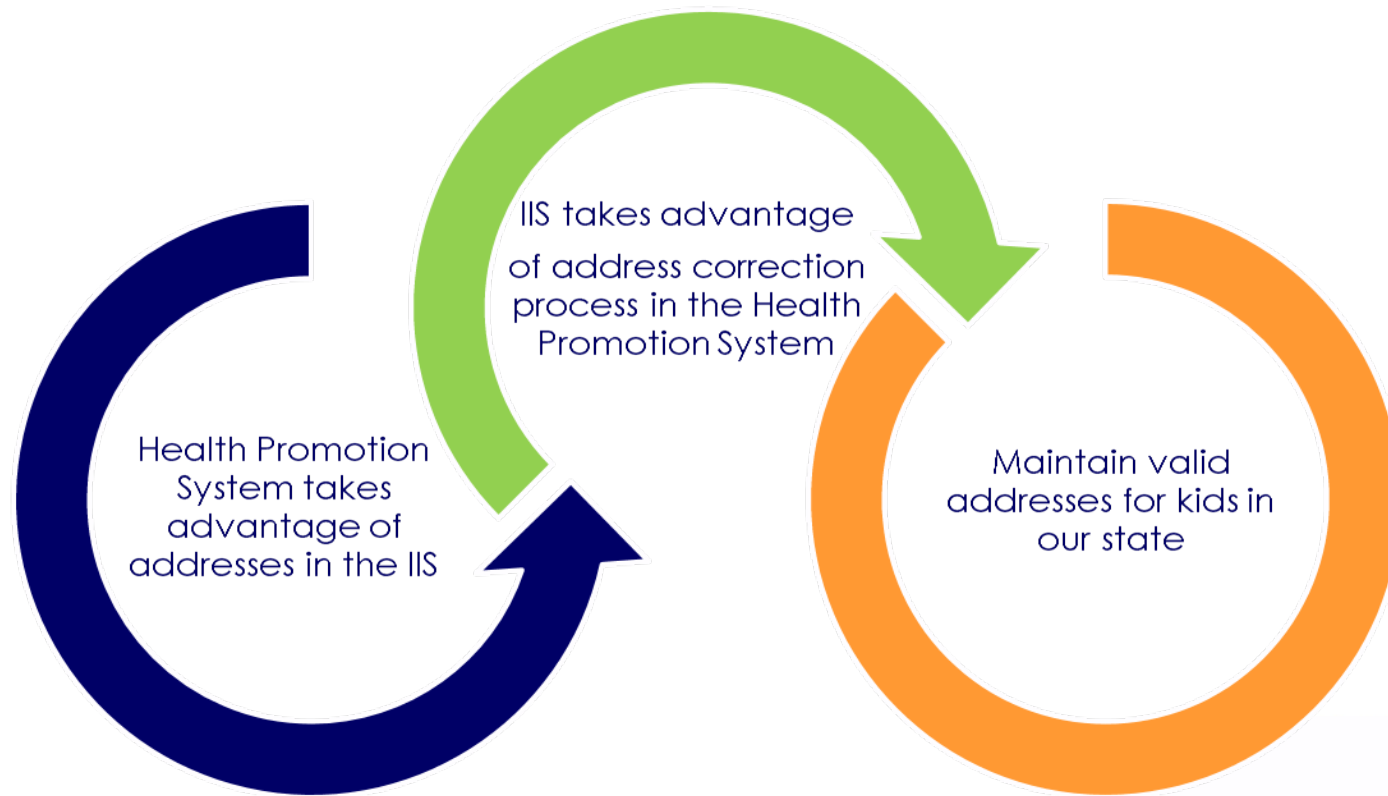 Health Promotion
System takes
advantage of
addresses in the IIS
IIS takes advantage
of address correction
process in the Health
Promotion System
Maintain valid
addresses for kids in
our state